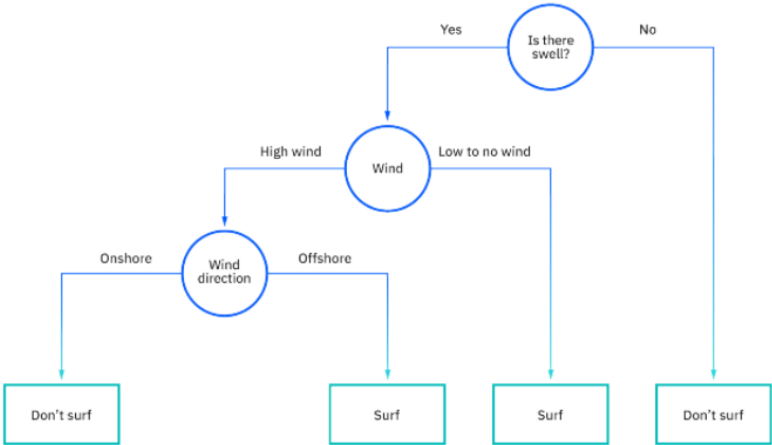 Yes
Is there
swell?
No
High wind
Wind
Low to no wind
Onshore
Wind
direction
Offshore
Don't surf
Surf
Surf
Don't surf